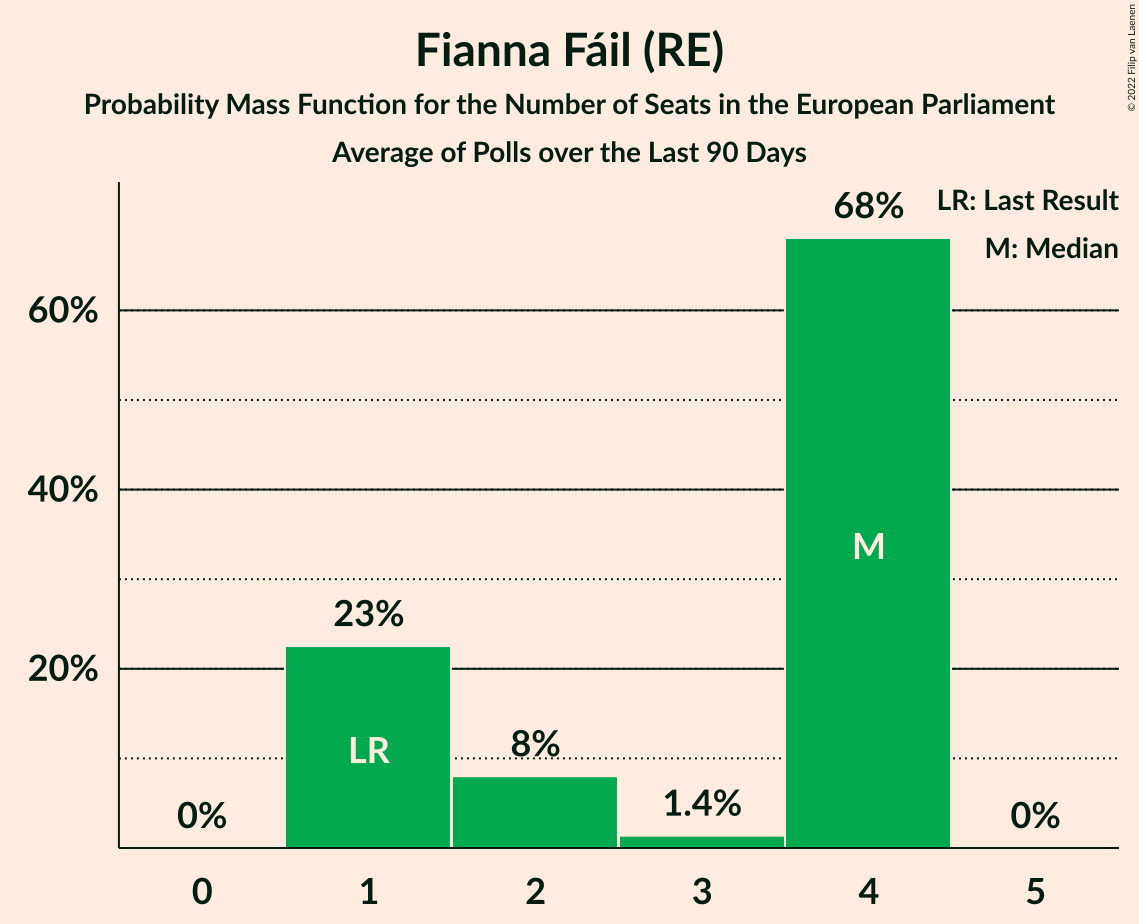 Fianna Fáil (RE)
Probability Mass Function for the Number of Seats in the European Parliament
Average of Polls over the Last 90 Days
© 2022 Filip van Laenen
LR: Last Result
M: Median
60%
40%
20%
0%
23%
8%
1.4%
68%
0%
LR
M
0
1
2
3
4
5